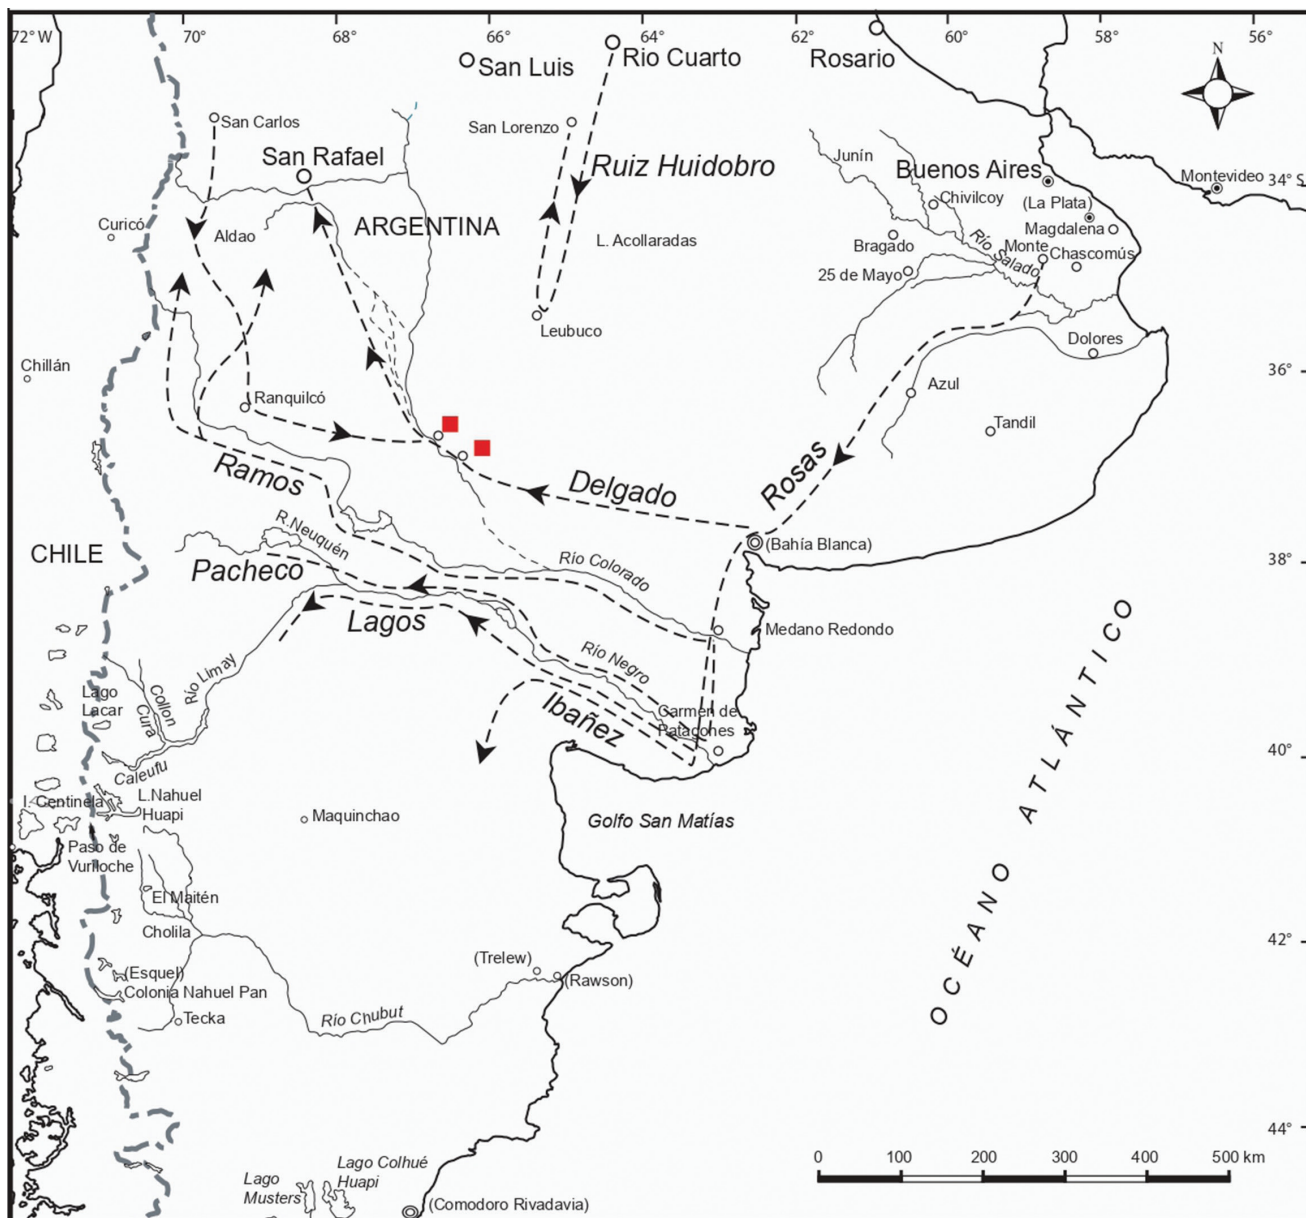 72°W
70°
68°
66°
62°
60°
58°
56°
N
San Luis
Rio Cuarto
Rosario
San Carlos
San Lorenzo
San Rafael
Ruiz Huidobro
Junín
Buenos Aires
Montevideo
34° S
Chivilcoy
(La Plata)
Curicó
Aldao
ARGENTINA
L. Acollaradas
Magdalena
Bragado
Río Salado
Monte
Chascomús
25 de Mayo
Leubuco
Dolores
Chillán
36°
Azul
Ranquilcó
Tandil
Ramos
Delgado
Rosas
R.Neuquén
CHILE
(Bahía Blanca)
38°
Pacheco
Río Colorado
Lagos
Medano Redondo
Río Negro
Río Limay
Collon
Cura
Lago
Lacar
Ibañez
Carmen de
Patagones
OCÉANO ATLÁNTICO
40°
Caleufu
I. Centinela
L.Nahuel
Huapi
Maquinchao
Golfo San Matías
Paso de
Vuriloche
El Maitén
Cholila
42°
(Trelew)
(Rawson)
(Esquel)
Colonia Nahuel Pan
Tecka
Río Chubut
44°
0 100 200 300 400 500 km
Lago Colhué
Huapi
Lago
Musters
(Comodoro Rivadavia)